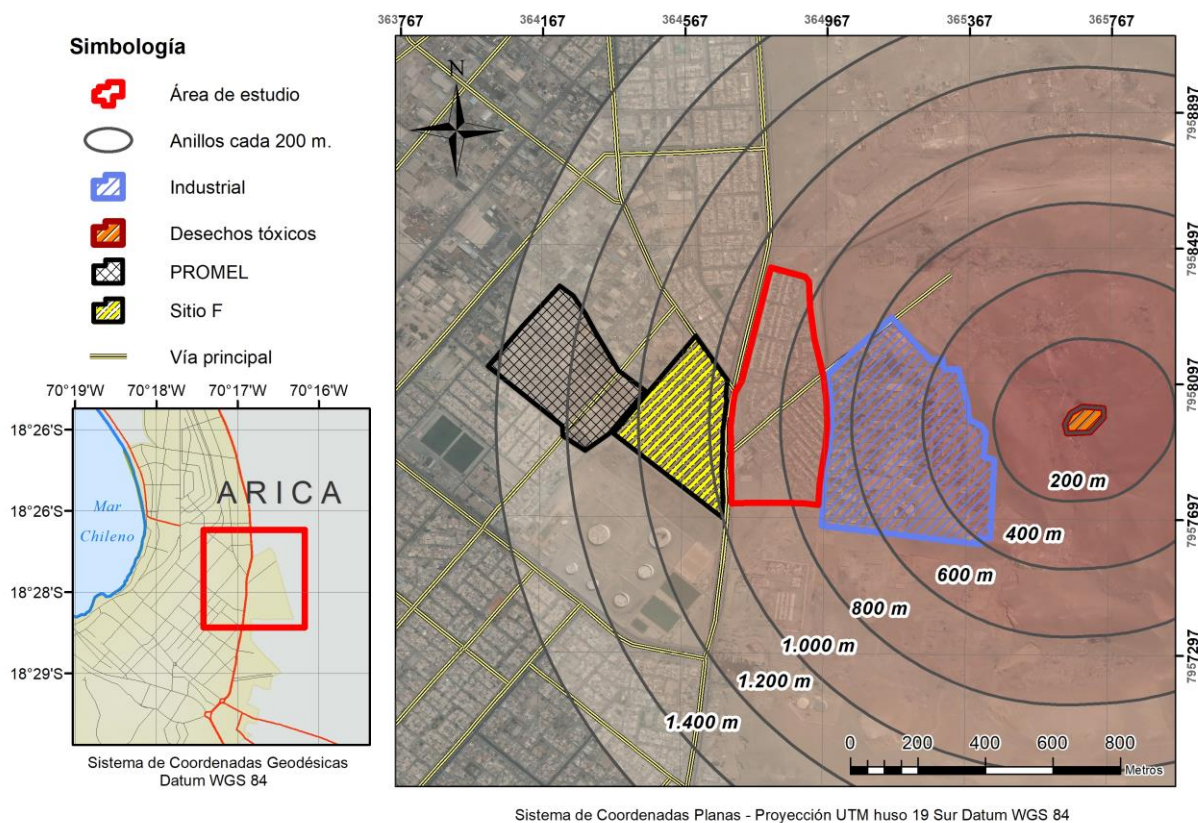 Simbología
Área de estudio
Anillos cada 200 m.
Industrial
Desechos tóxicos
PROMEL
Sitio F
Vía principal
70°19'W 70°18'W 70°17'W 70°16'W
18°26'S
18°26'S
18°28'S
18°29'S
ARICA
Mar
Chileno
Sistema de Coordenadas Geodésicas
Datum WGS 84
363767 364167 364567 364967 365367 365767
N
7958897
7958497
7958097
7957697
7957297
200 m
400 m
600 m
800 m
1.000 m
1.200 m
1.400 m
0 200 400 600 800
Metros
Sistema de Coordenadas Planas - Proyección UTM huso 19 Sur Datum WGS 84